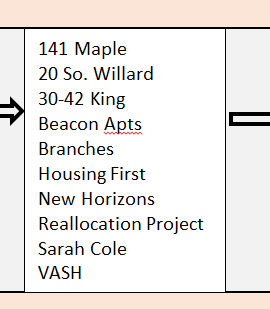 141 Maple
20 So. Willard
30-42 King
Beacon Apts
Branches
Housing First
New Horizons
Reallocation Project
Sarah Cole
VASH